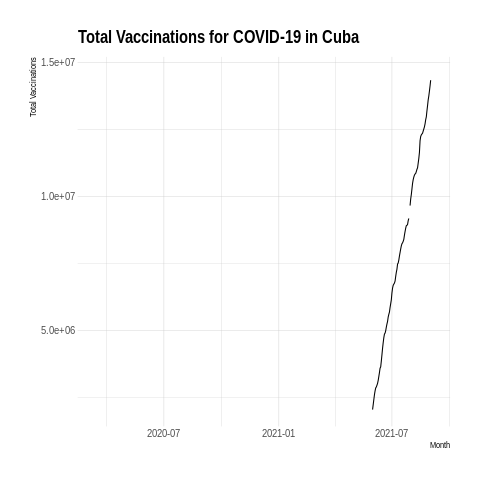 Total Vaccinations for COVID-19 in Cuba
Total Vaccinations
1.5e+07
1.0e+07
5.0e+06
2020-07 2021-01 2021-07
Month